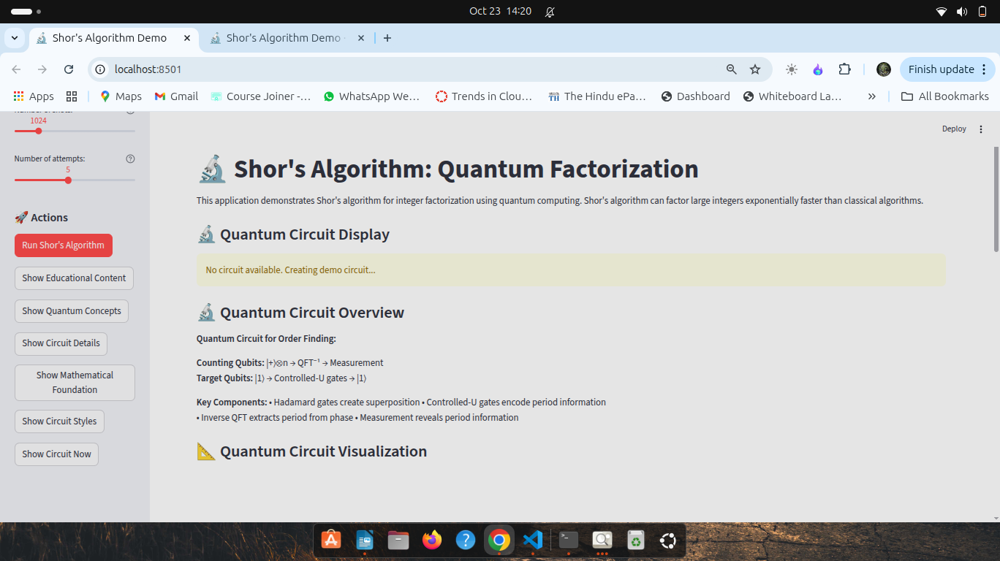 Oct 23 14:20
Shor's Algorithm Demo
Shor's Algorithm Demo
localhost:8501
Finish update
Apps
Maps
Gmail
Course Joiner -...
WhatsApp We...
Trends in Clou...
The Hindu ePa...
Dashboard
Whiteboard La...
All Bookmarks
1024
Number of attempts:
5
🚀 Actions
Run Shor's Algorithm
Show Educational Content
Show Quantum Concepts
Show Circuit Details
Show Mathematical
Foundation
Show Circuit Styles
Show Circuit Now
Deploy
🔬 Shor's Algorithm: Quantum Factorization
This application demonstrates Shor's algorithm for integer factorization using quantum computing. Shor's algorithm can factor large integers exponentially faster than classical algorithms.
🔬 Quantum Circuit Display
No circuit available. Creating demo circuit...
🔬 Quantum Circuit Overview
Quantum Circuit for Order Finding:
Counting Qubits: |+⟩⊗n → QFT⁻¹ → Measurement
Target Qubits: |1⟩ → Controlled-U gates → |1⟩
Key Components: • Hadamard gates create superposition • Controlled-U gates encode period information
• Inverse QFT extracts period from phase • Measurement reveals period information
📐 Quantum Circuit Visualization